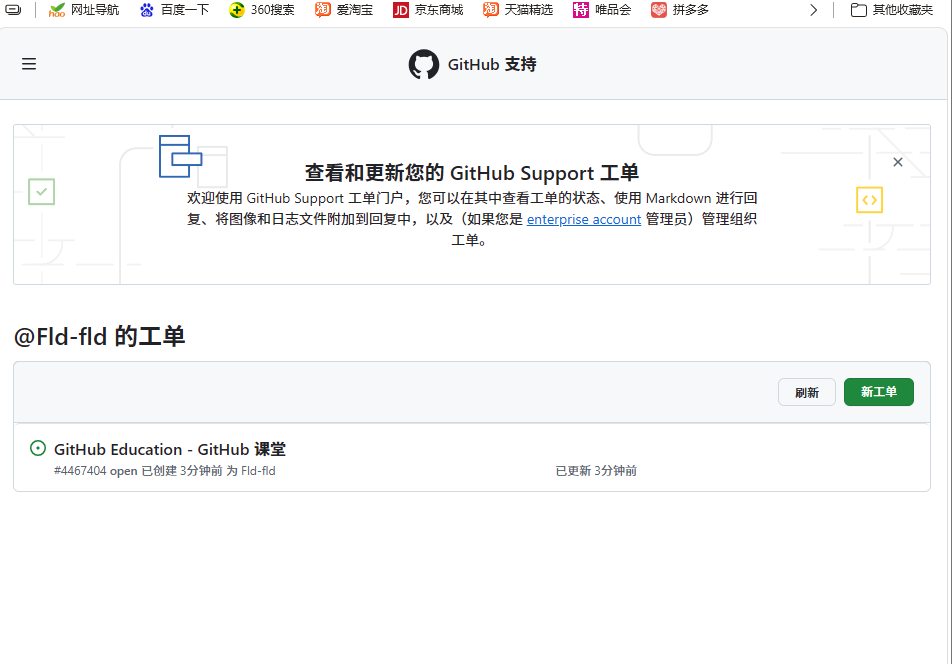 hao 网址导航 百度一下 360搜索 淘 爱淘宝 JD 京东商城 淘 天猫精选 特 唯品会 拼多多 其他收藏夹
GitHub 支持
查看和更新您的 GitHub Support 工单
欢迎使用 GitHub Support 工单门户，您可以在其中查看工单的状态、使用 Markdown 进行回
复、将图像和日志文件附加到回复中，以及（如果您是 enterprise account 管理员）管理组织
工单。
@Fld-fld 的工单
刷新 新工单
GitHub Education - GitHub 课堂
#4467404 open 已创建 3分钟前 为 Fld-fld 已更新 3分钟前